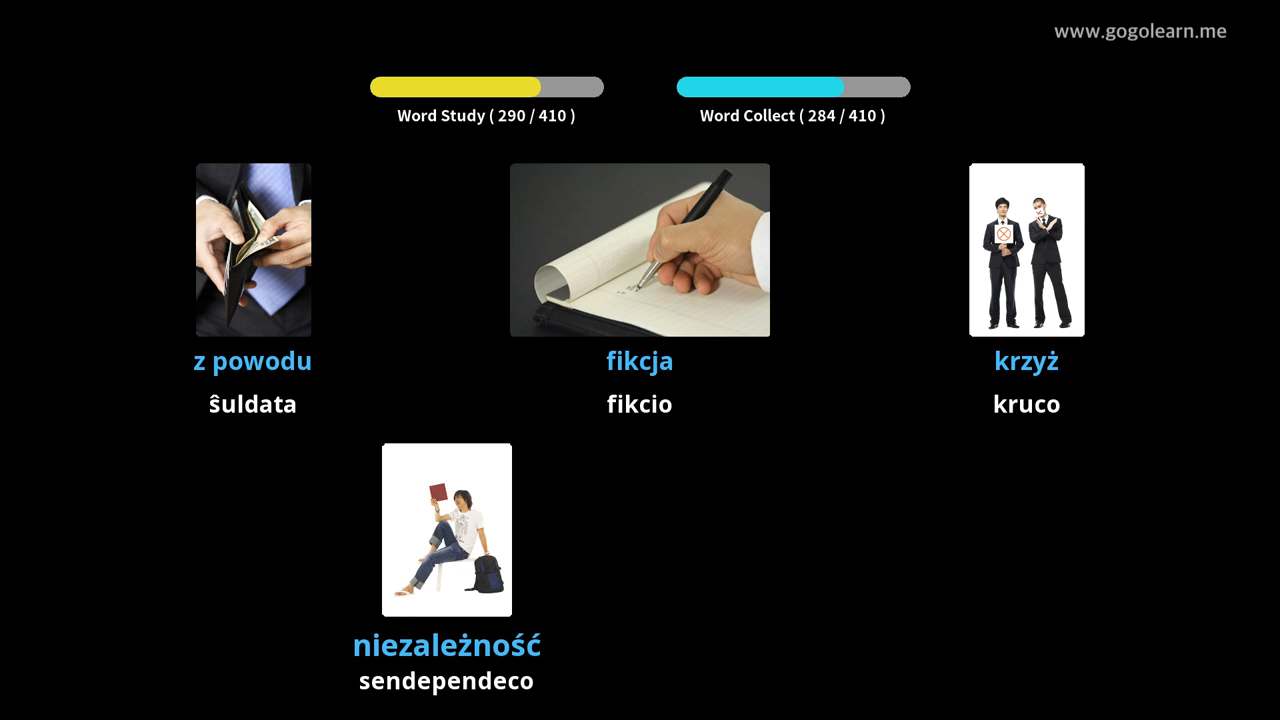 www.gogolearn.me
Word Study ( 290 / 410 )
Word Collect ( 284 / 410 )
z powodu
ŝuldata
fikcja
fikcio
krzyż
kruco
niezależność
sendependeco